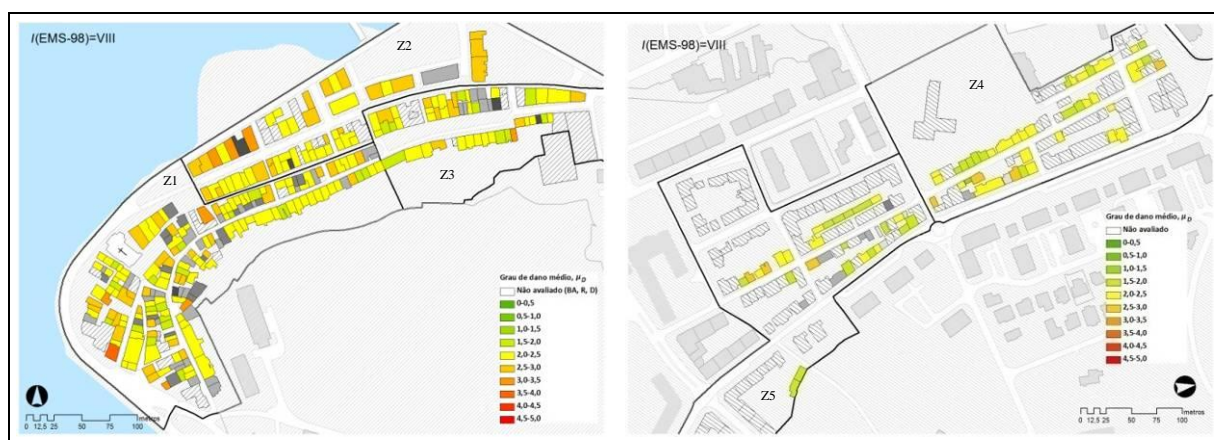 I(EMS-98)=VIII
Z2
Z1
Z3
Grau de dano médio, μD
Não avaliado (BA, R, D)
0-0,5
0,5-1,0
1,0-1,5
1,5-2,0
2,0-2,5
2,5-3,0
3,0-3,5
3,5-4,0
4,0-4,5
4,5-5,0
0 12,5 25 50 75 100 metros
I(EMS-98)=VIII
Z4
Z5
Grau de dano médio, μD
Não avaliado
0-0,5
0,5-1,0
1,0-1,5
1,5-2,0
2,0-2,5
2,5-3,0
3,0-3,5
3,5-4,0
4,0-4,5
4,5-5,0
0 12,5 25 50 75 100 metros